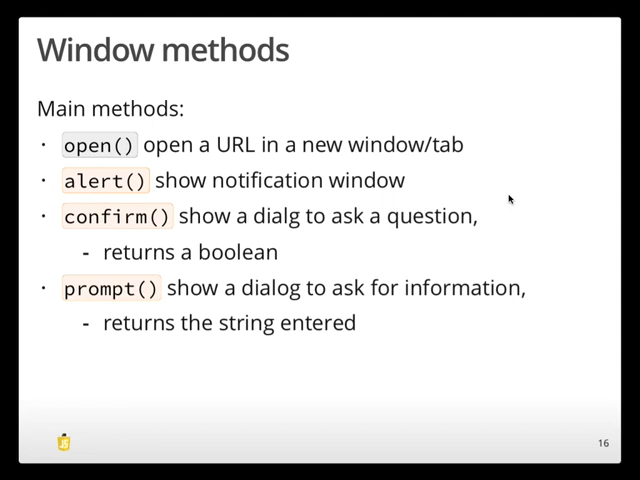 Window methods
Main methods:
· open() open a URL in a new window/tab
· alert() show notification window
· confirm() show a dialg to ask a question,
- returns a boolean
· prompt() show a dialog to ask for information,
- returns the string entered
JS
16